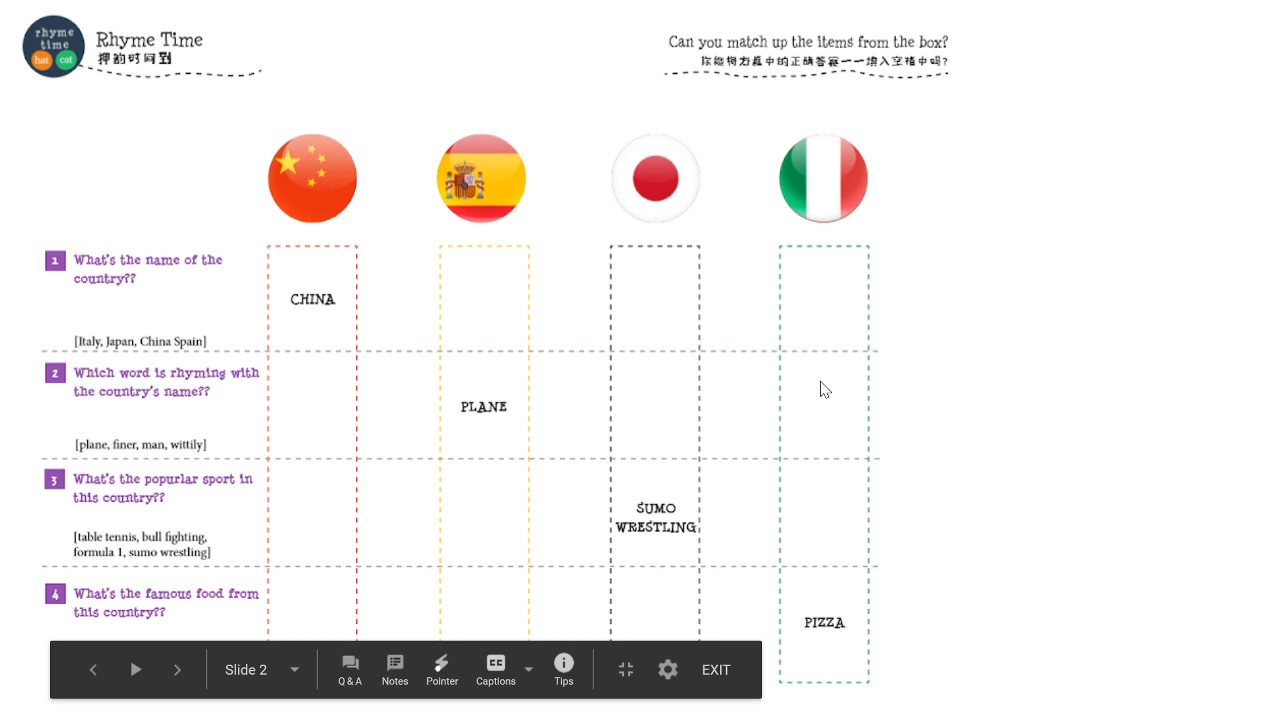 rhyme
time
hat cat
Rhyme Time
押韵时间到
Can you match up the items from the box?
你能将方框中的正确答案一一填入空格中吗?
1 What's the name of the
country??
CHINA
[Italy, Japan, China Spain]
2 Which word is rhyming with
the country's name??
PLANE
[plane, finer, man, wittily]
3 What's the popurlar sport in
this country??
SUMO
WRESTLING
[table tennis, bull fighting,
formula 1, sumo wrestling]
4 What's the famous food from
this country??
PIZZA
Slide 2
Q & A
Notes
Pointer
CC
Captions
Tips
EXIT